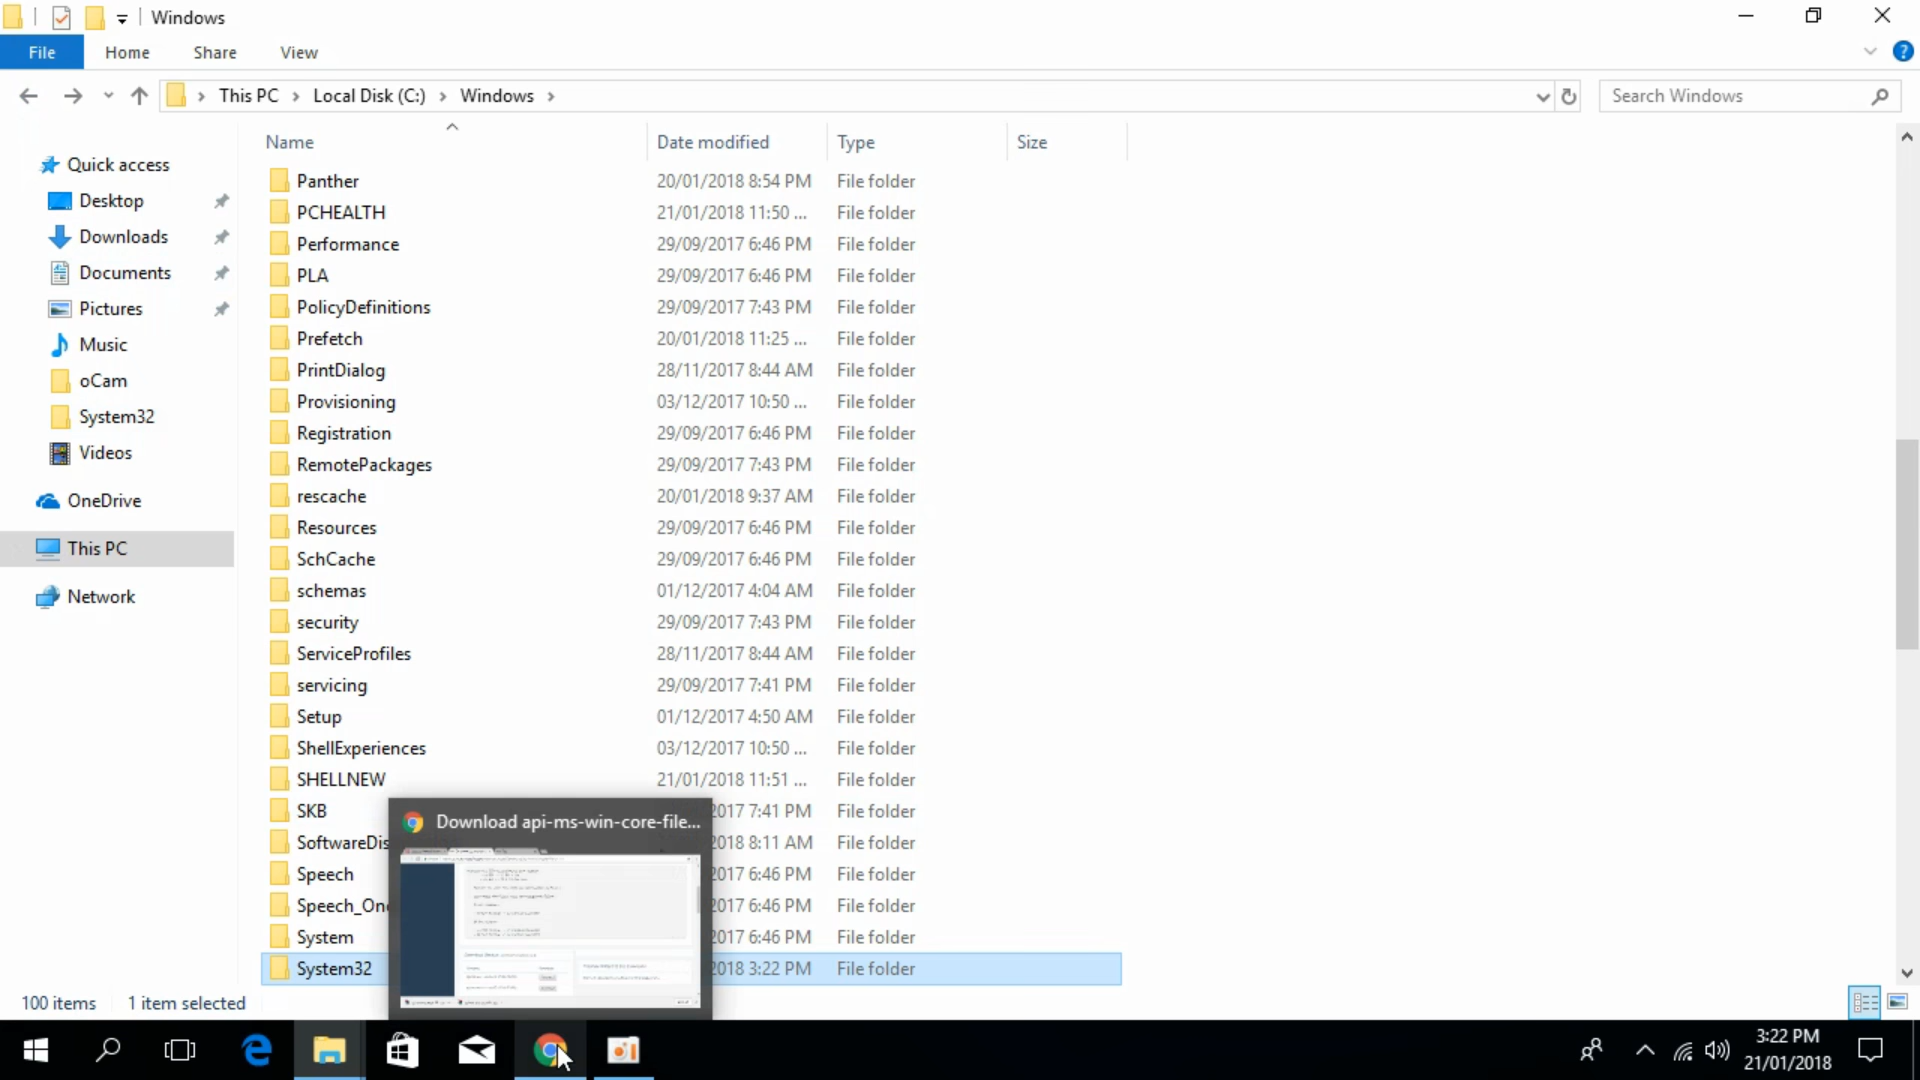 Windows
File Home Share View
This PC Local Disk (C:) Windows
Search Windows
Name Date modified Type Size
Quick access
Desktop
Downloads
Documents
Pictures
Music
oCam
System32
Videos
OneDrive
This PC
Network
Panther 20/01/2018 8:54 PM File folder
PCHEALTH 21/01/2018 11:50 ... File folder
Performance 29/09/2017 6:46 PM File folder
PLA 29/09/2017 6:46 PM File folder
PolicyDefinitions 29/09/2017 7:43 PM File folder
Prefetch 20/01/2018 11:25 ... File folder
PrintDialog 28/11/2017 8:44 AM File folder
Provisioning 03/12/2017 10:50 ... File folder
Registration 29/09/2017 6:46 PM File folder
RemotePackages 29/09/2017 7:43 PM File folder
rescache 20/01/2018 9:37 AM File folder
Resources 29/09/2017 6:46 PM File folder
SchCache 29/09/2017 6:46 PM File folder
schemas 01/12/2017 4:04 AM File folder
security 29/09/2017 7:43 PM File folder
ServiceProfiles 28/11/2017 8:44 AM File folder
servicing 29/09/2017 7:41 PM File folder
Setup 01/12/2017 4:50 AM File folder
ShellExperiences 03/12/2017 10:50 ... File folder
SHELLNEW 21/01/2018 11:51 ... File folder
SKB 2017 7:41 PM File folder
SoftwareDis 2018 8:11 AM File folder
Speech 2017 6:46 PM File folder
Speech_One 2017 6:46 PM File folder
System 2017 6:46 PM File folder
System32 2018 3:22 PM File folder
Download api-ms-win-core-file...
100 items 1 item selected
3:22 PM
21/01/2018